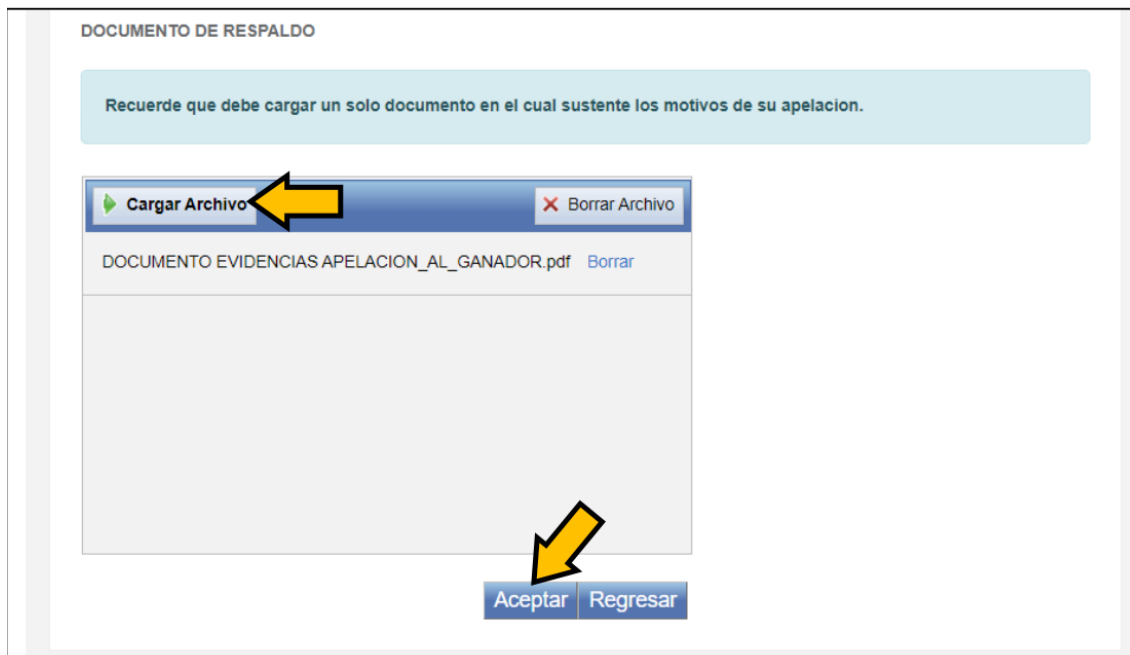 DOCUMENTO DE RESPALDO
Recuerde que debe cargar un solo documento en el cual sustente los motivos de su apelacion.
Cargar Archivo
Borrar Archivo
DOCUMENTO EVIDENCIAS APELACION_AL_GANADOR.pdf Borrar
Aceptar Regresar